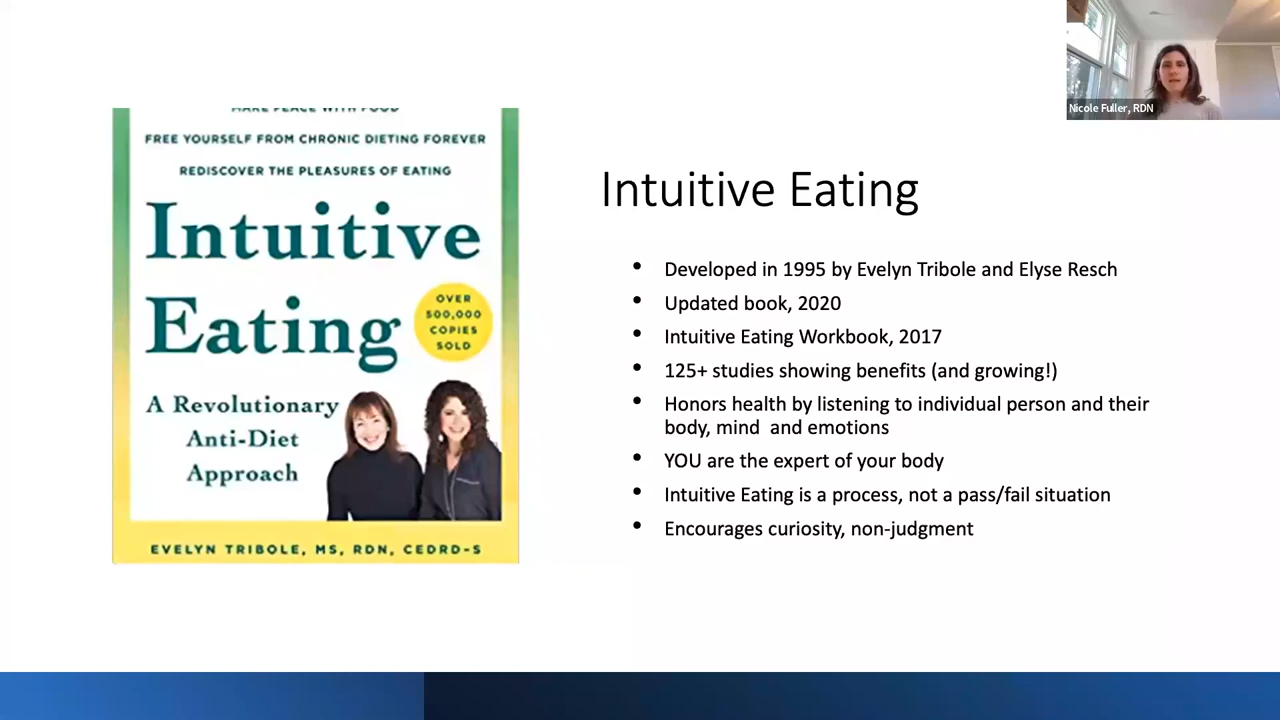 MAKE PEACE WITH FOOD
FREE YOURSELF FROM CHRONIC DIETING FOREVER
REDISCOVER THE PLEASURES OF EATING
Intuitive
Eating
OVER
500,000
COPIES
SOLD
A Revolutionary
Anti-Diet
Approach
EVELYN TRIBOLE, MS, RDN, CEDRD-S
Nicole Fuller, RDN
Intuitive Eating
• Developed in 1995 by Evelyn Tribole and Elyse Resch
• Updated book, 2020
• Intuitive Eating Workbook, 2017
• 125+ studies showing benefits (and growing!)
• Honors health by listening to individual person and their
body, mind and emotions
• YOU are the expert of your body
• Intuitive Eating is a process, not a pass/fail situation
• Encourages curiosity, non-judgment